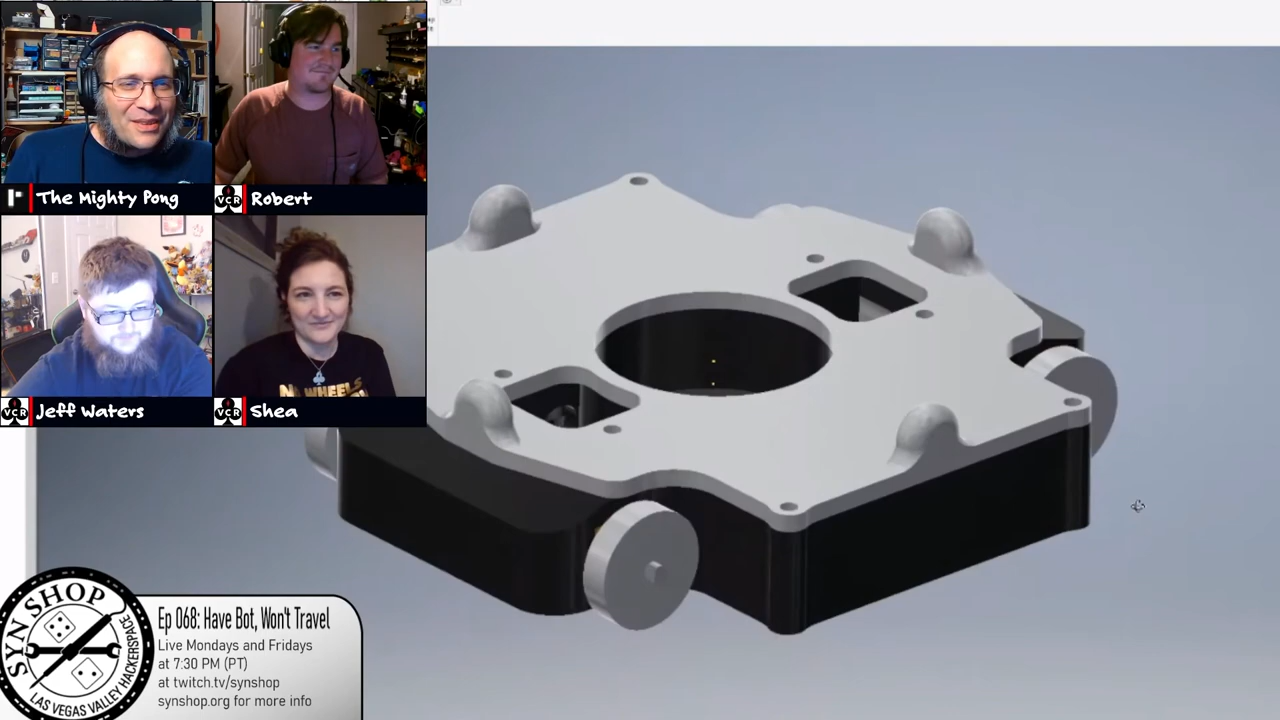 The Mighty Pong
VCR
Robert
VCR
Jeff Waters
VCR
Shea
WHEELS
SYN SHOP
LAS VEGAS VALLEY HACKERSPACE
Ep 068: Have Bot, Won't Travel
Live Mondays and Fridays
at 7:30 PM (PT)
at twitch.tv/synshop
synshop.org for more info